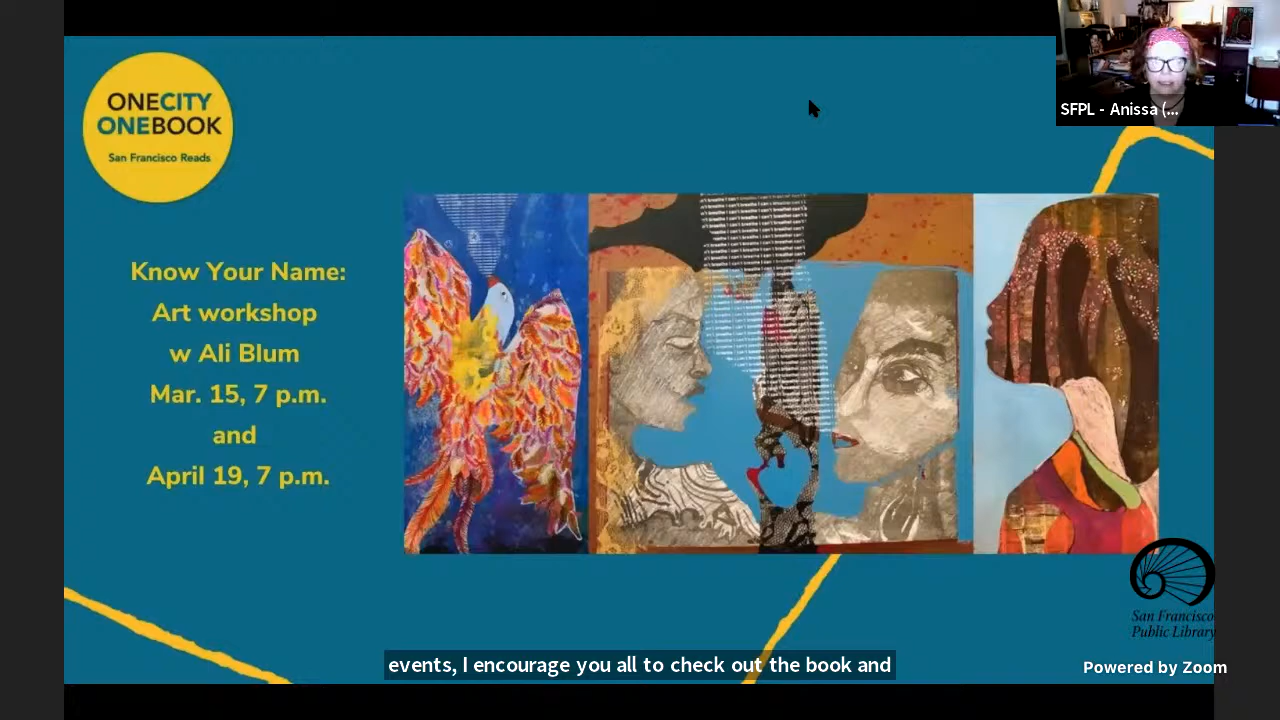 ONECITY
ONEBOOK
San Francisco Reads
SFPL - Anissa (...
Know Your Name:
Art workshop
w Ali Blum
Mar. 15, 7 p.m.
and
April 19, 7 p.m.
San Francisco
Public Library
events, I encourage you all to check out the book and
Powered by Zoom